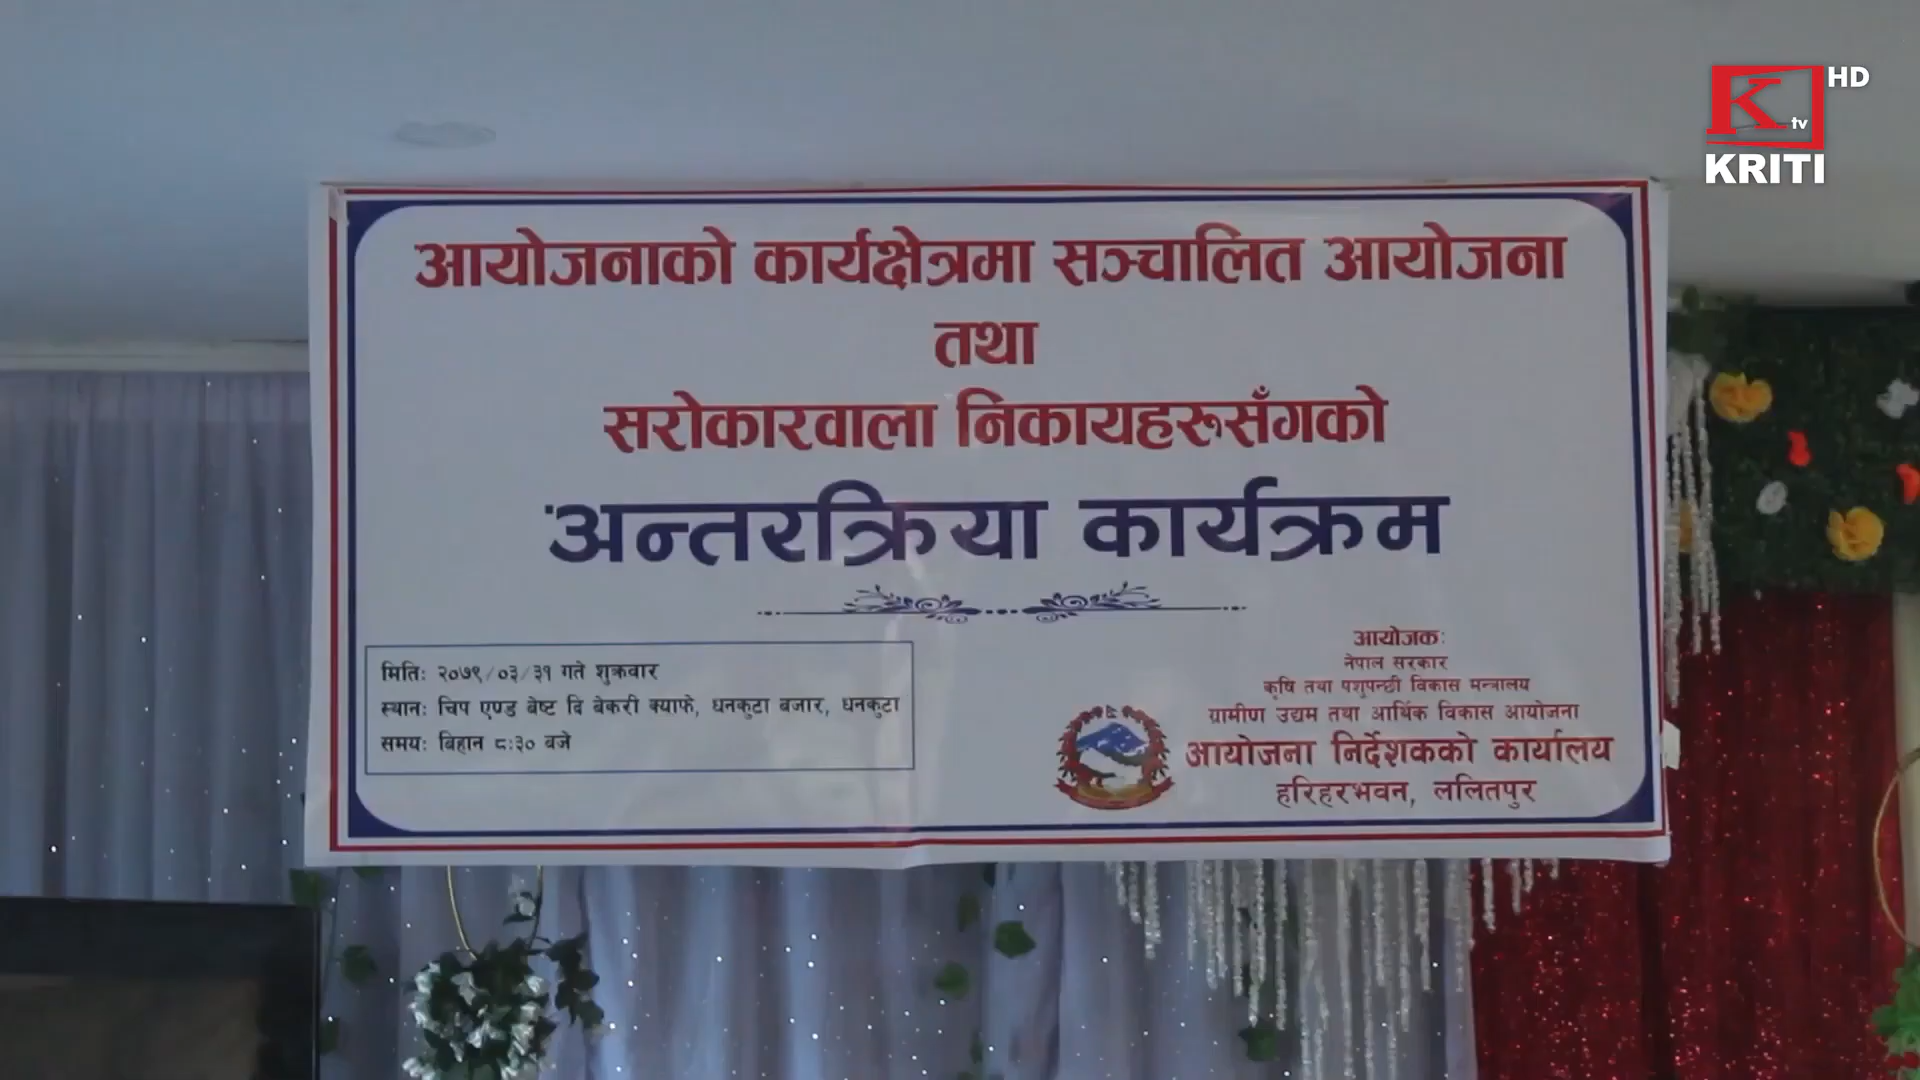 K tv HD
KRITI
आयोजनाको कार्यक्षेत्रमा सञ्चालित आयोजना
तथा
सरोकारवाला निकायहरूसँगको
अन्तरक्रिया कार्यक्रम
मिति: २०७९/०३/३१ गते शुक्रवार
स्थान: चिप एण्ड बेष्ट दि बेकरी क्याफे, धनकुटा बजार, धनकुटा
समय: बिहान ८:३० बजे
आयोजक:
नेपाल सरकार
कृषि तथा पशुपन्छी विकास मन्त्रालय
ग्रामीण उद्यम तथा आर्थिक विकास आयोजना
आयोजना निर्देशकको कार्यालय
हरिहरभवन, ललितपुर